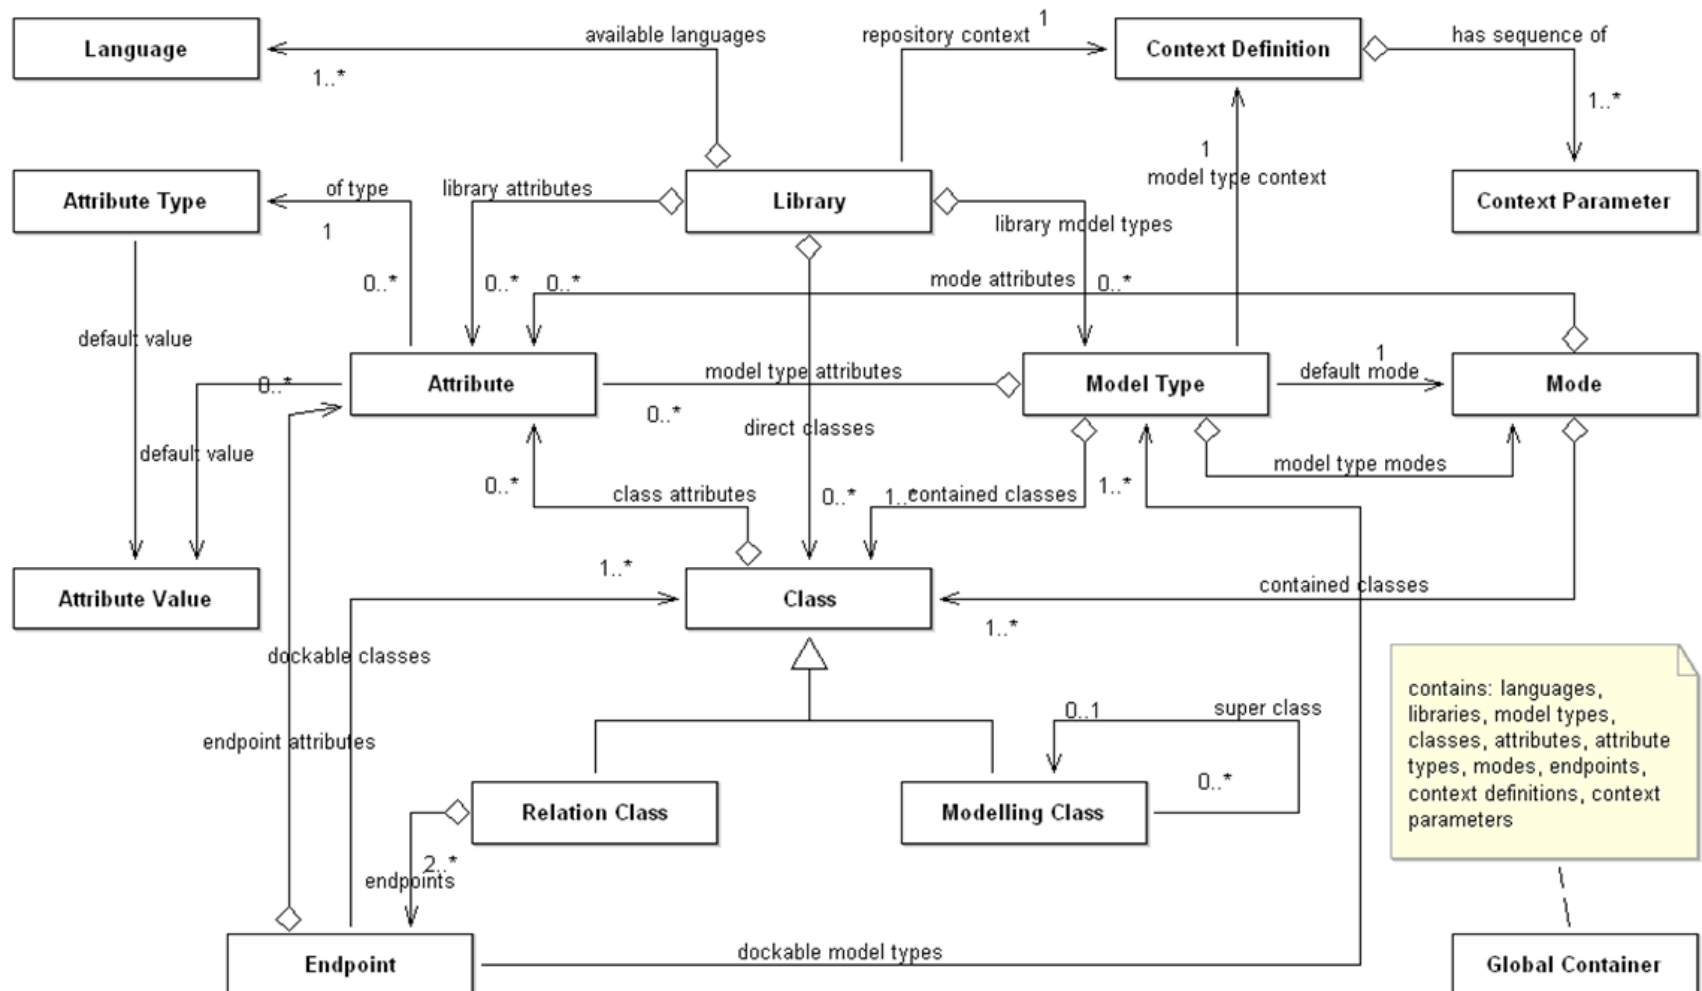 available languages
repository context
1
has sequence of
Language
Context Definition
1..*
1..*
1
of type
library attributes
model type context
Attribute Type
Library
Context Parameter
1
library model types
0..*
0..*
0..*
mode attributes
0..*
default value
1
model type attributes
default mode
0..*
Attribute
Model Type
Mode
0..*
direct classes
default value
model type modes
0..*
class attributes
0..*
1..*
contained classes
1..*
1..*
contained classes
Attribute Value
Class
1..*
dockable classes
contains: languages,
libraries, model types,
classes, attributes, attribute
types, modes, endpoints,
context definitions, context
parameters
0..1
super class
endpoint attributes
0..*
Relation Class
Modelling Class
2..*
endpoints
dockable model types
Endpoint
Global Container